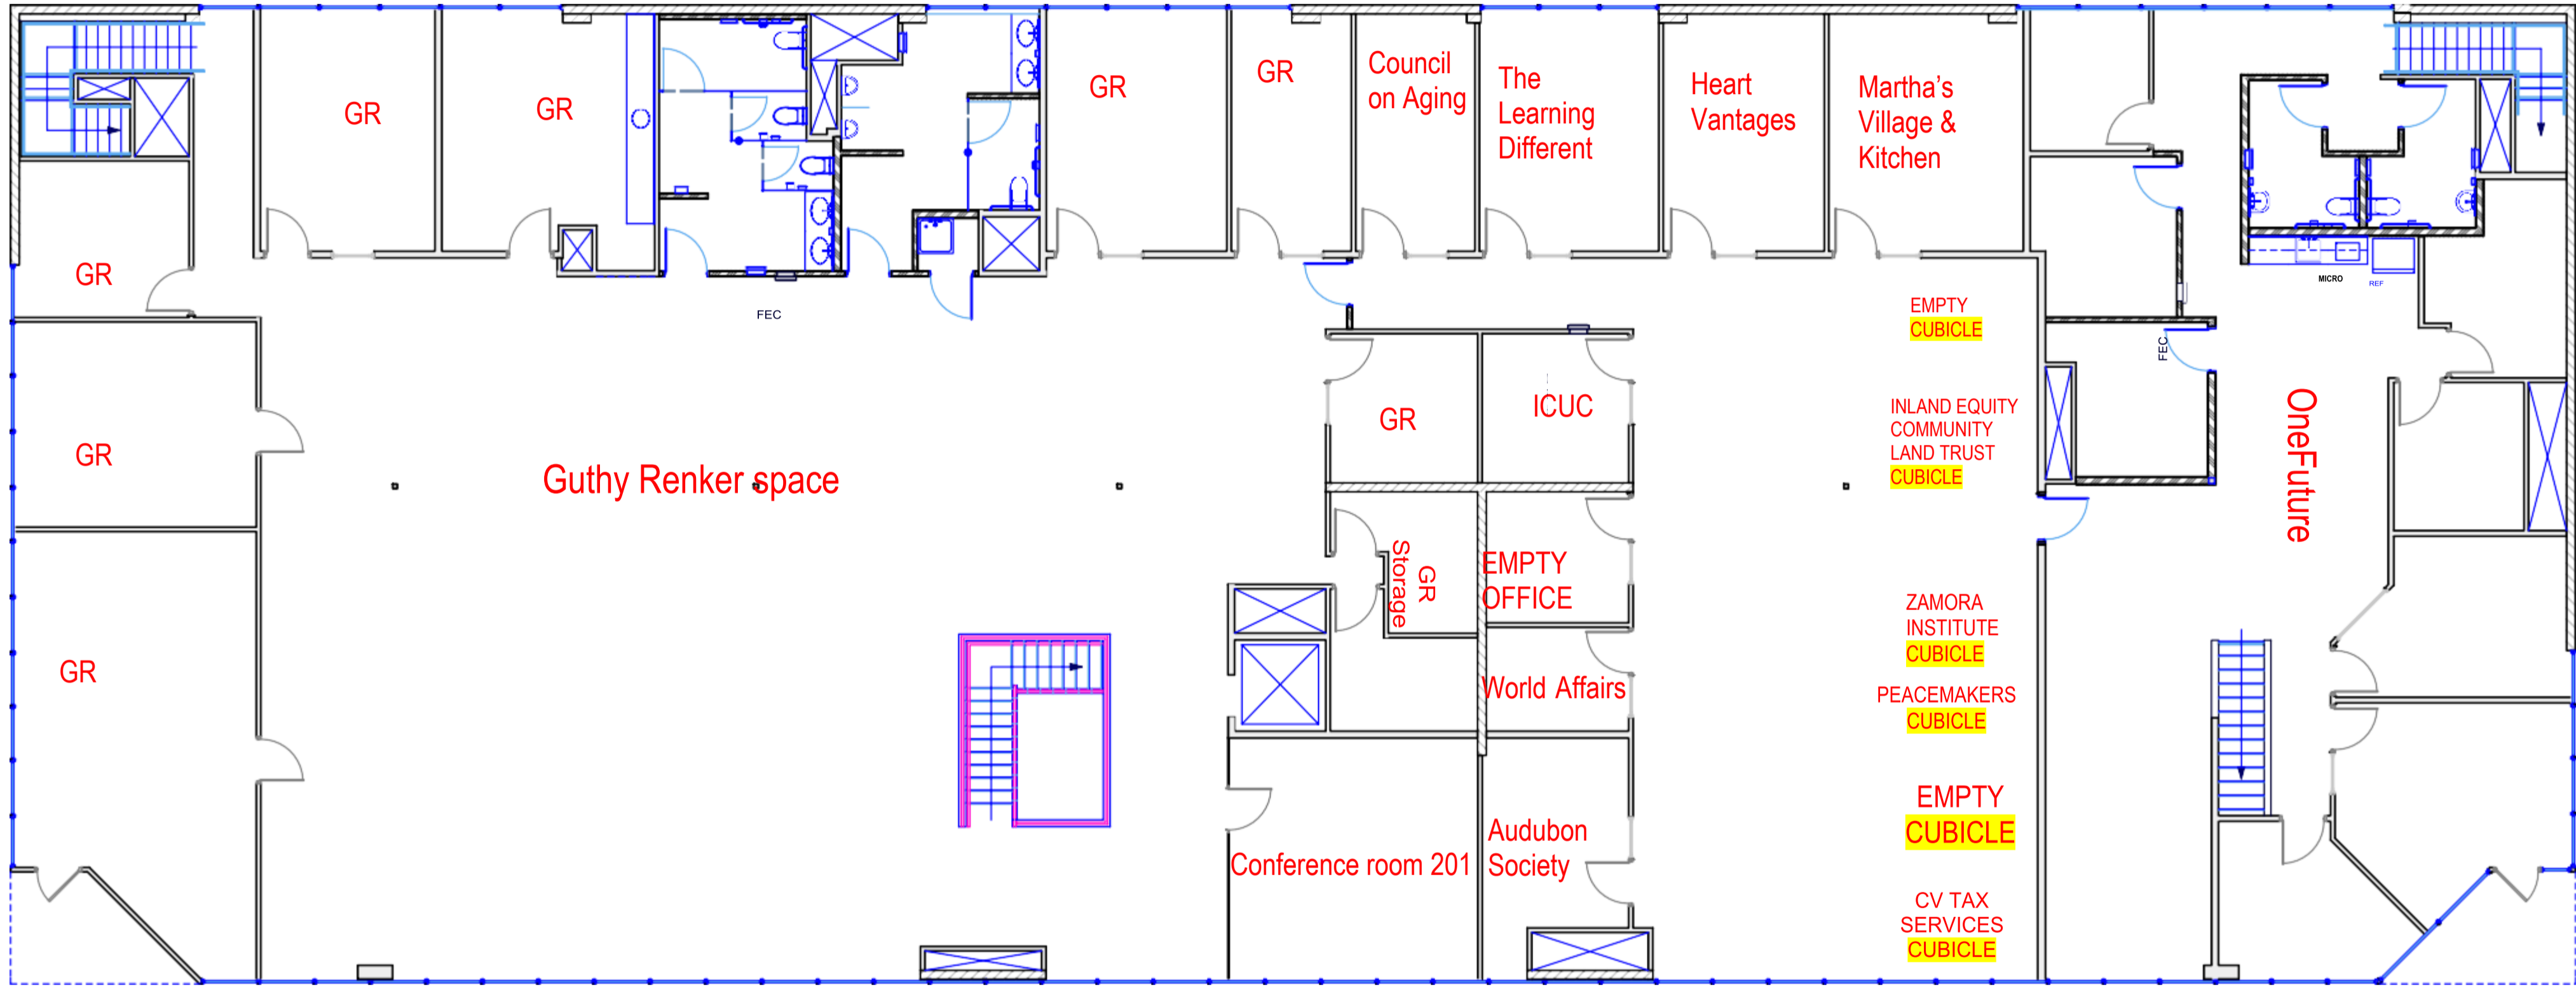 GR
GR
GR
GR
Council
on Aging
The
Learning
Different
Heart
Vantages
Martha’s
Village &
Kitchen
GR
FEC
MICRO
REF
EMPTY
CUBICLE
FEC
GR
GR
ICUC
INLAND EQUITY
COMMUNITY
LAND TRUST
CUBICLE
OneFuture
Guthy Renker space
GR
Storage
EMPTY
OFFICE
ZAMORA
INSTITUTE
CUBICLE
GR
World Affairs
PEACEMAKERS
CUBICLE
EMPTY
CUBICLE
Conference room 201
Audubon
Society
CV TAX
SERVICES
CUBICLE